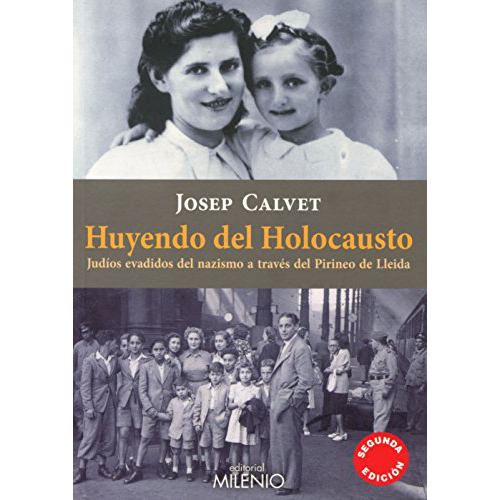 JOSEP CALVET
Huyendo del Holocausto
Judíos evadidos del nazismo a través del Pirineo de Lleida
SEGUNDA
EDICIÓN
editorial
MILENIO